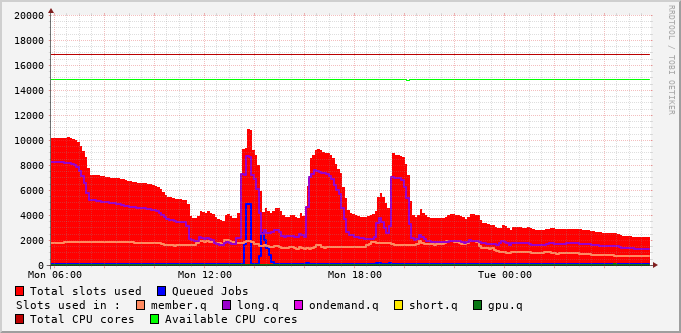 20000
18000
16000
14000
12000
10000
8000
6000
4000
2000
0
Mon 06:00 Mon 12:00 Mon 18:00 Tue 00:00
RRDTOOL / TOBI OETIKER
Total slots used Queued Jobs
Slots used in : member.q long.q ondemand.q short.q gpu.q
Total CPU cores Available CPU cores